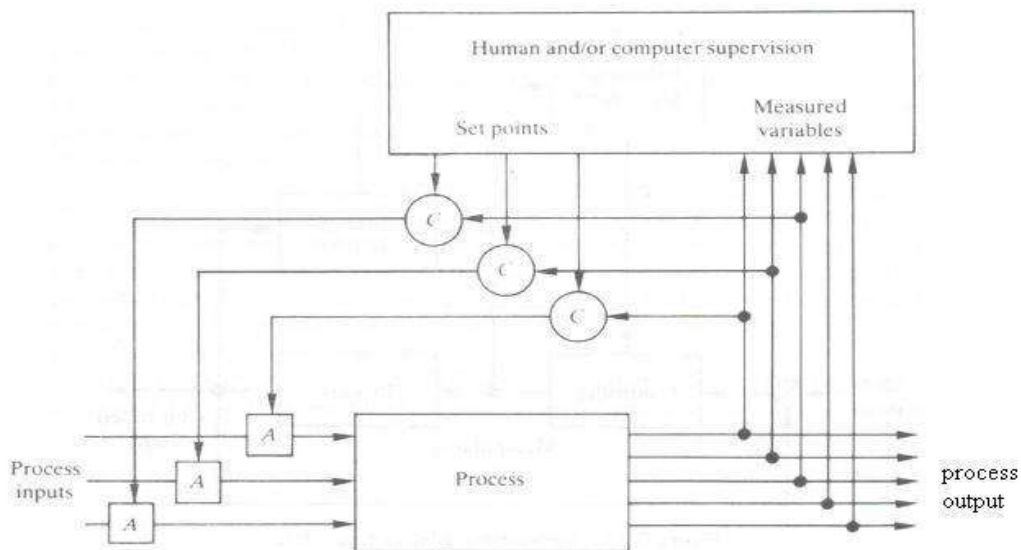 Human and/or computer supervision
Measured
variables
Set points
C
C
C
A
A
A
Process
inputs
Process
process
output